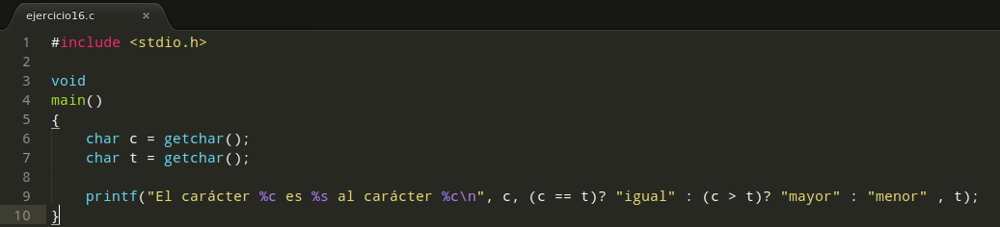 ejercicio16.c ×
1 #include <stdio.h>
2
3 void
4 main()
5 {
6     char c = getchar();
7     char t = getchar();
8
9     printf("El carácter %c es %s al carácter %c\n", c, (c == t)? "igual" : (c > t)? "mayor" : "menor" , t);
10 }